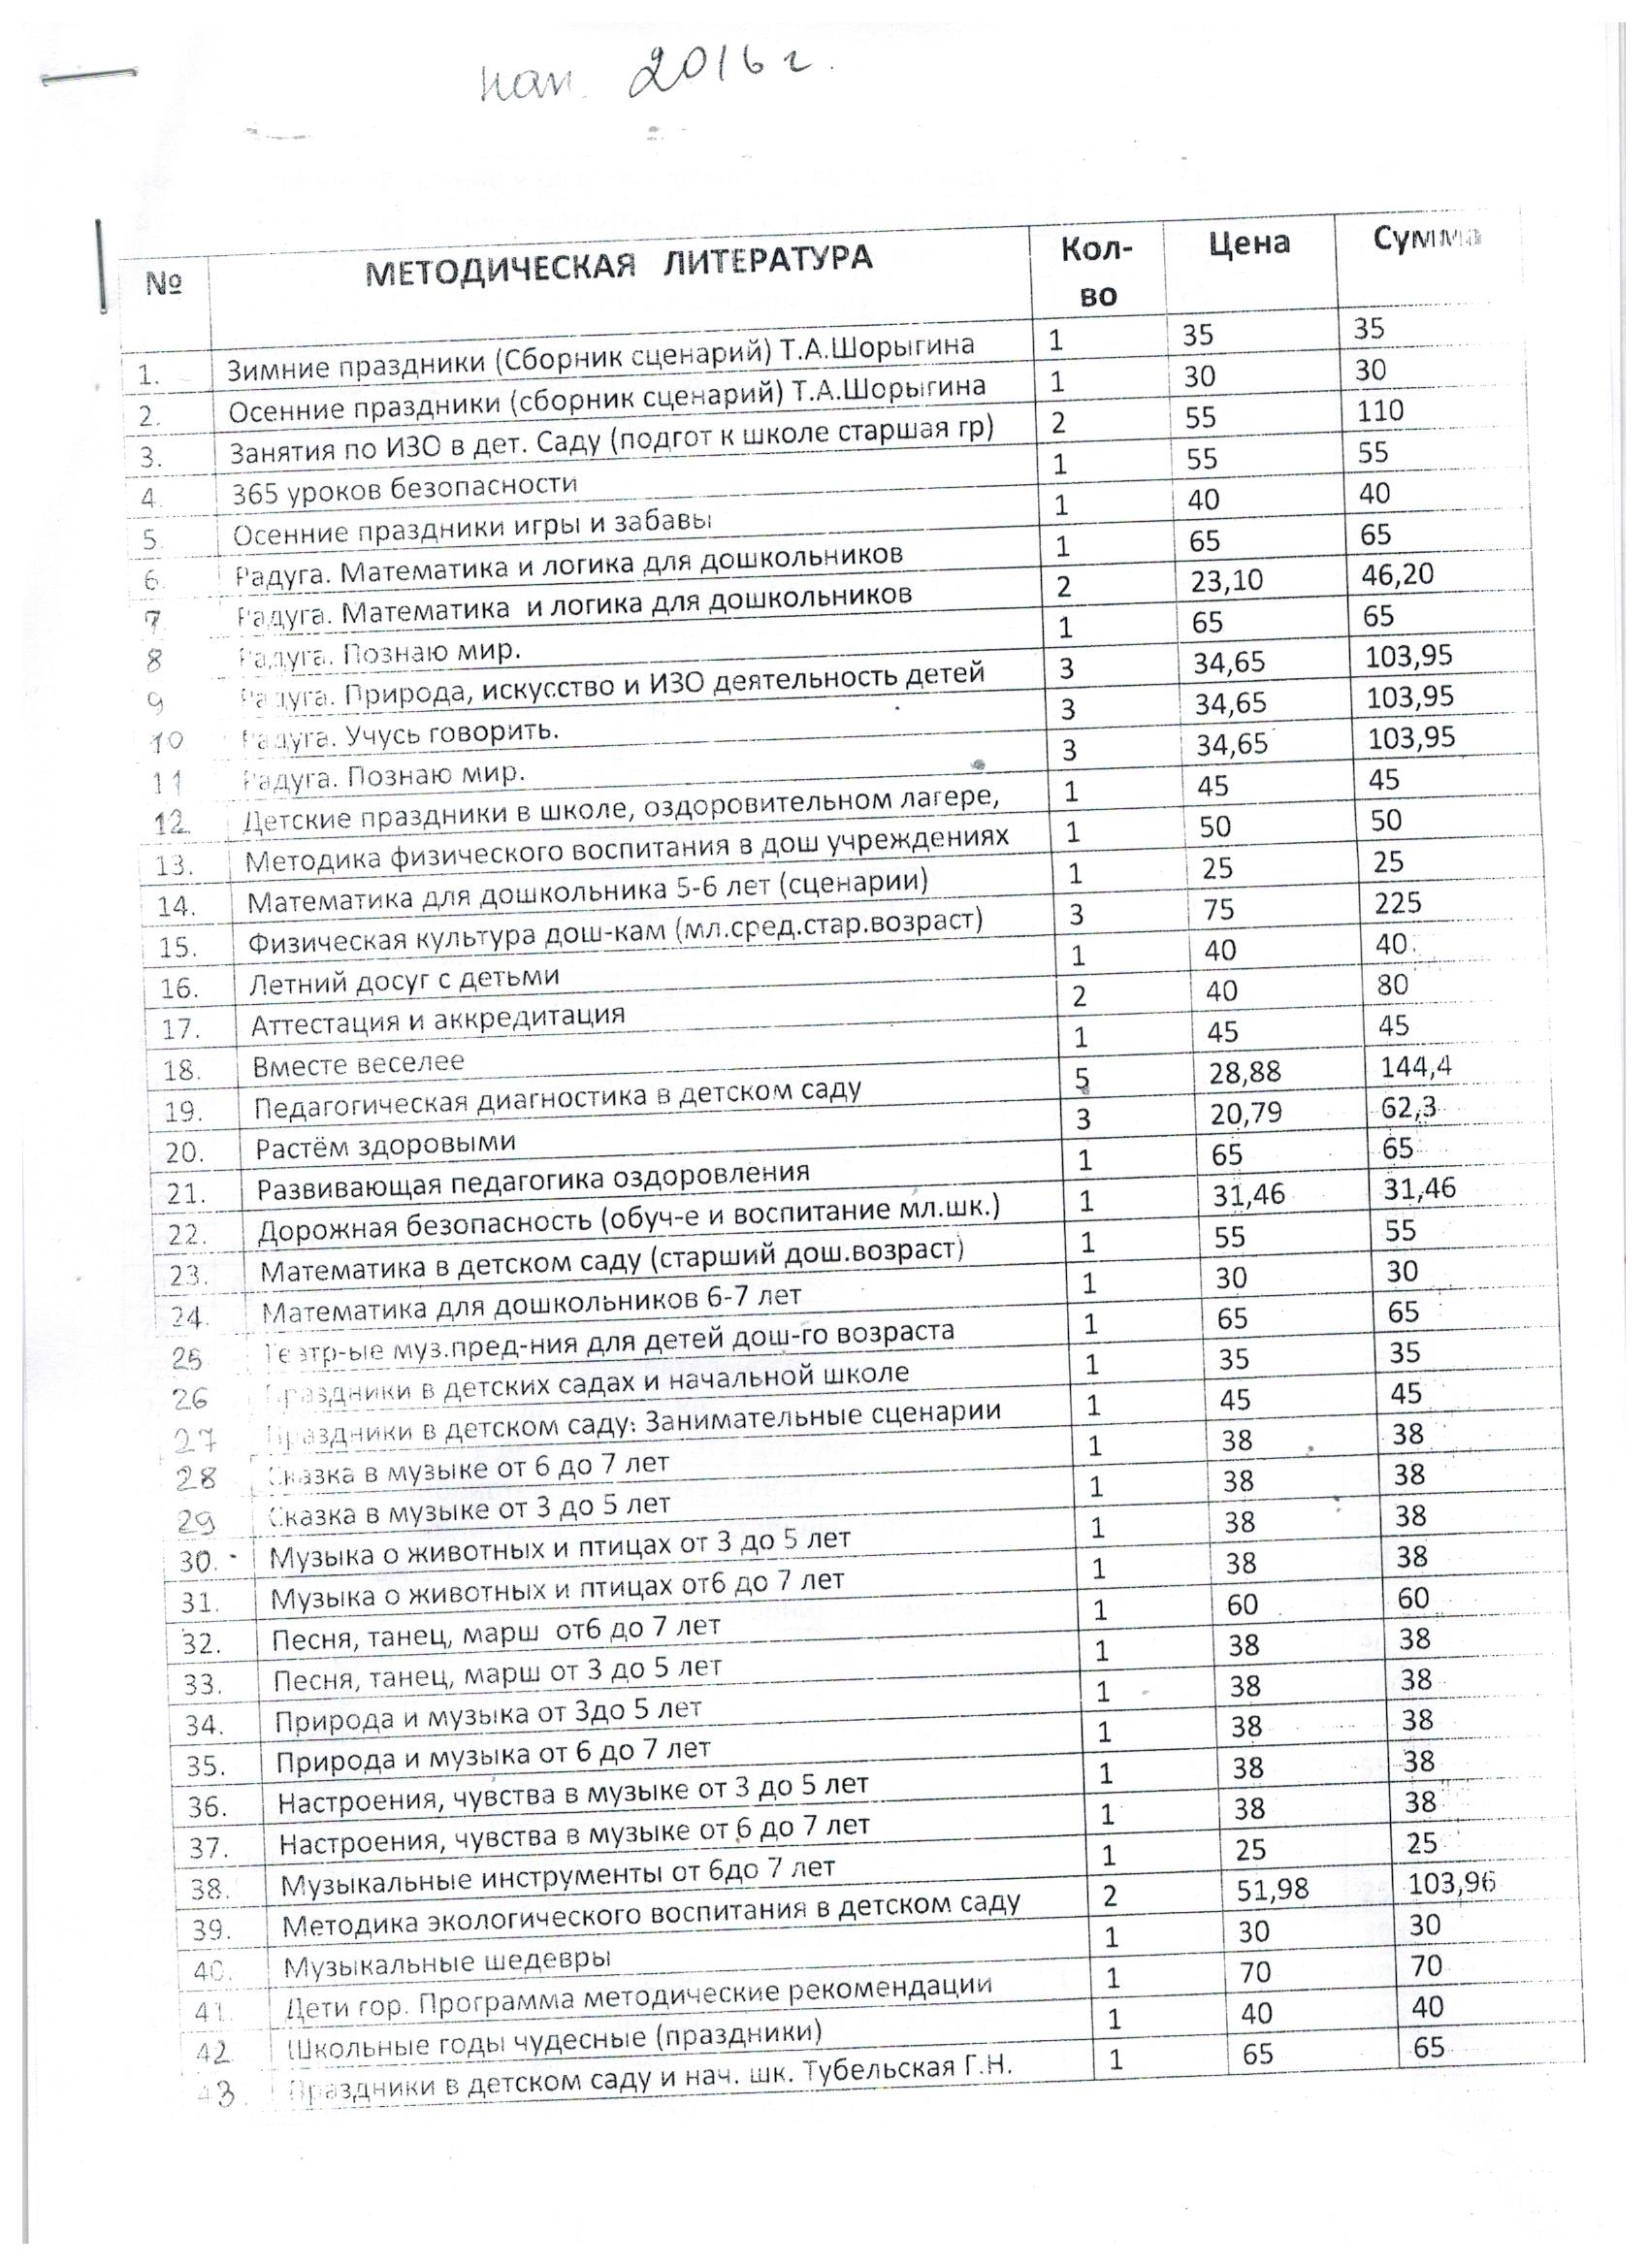 нач. 2016 г.
№ МЕТОДИЧЕСКАЯ ЛИТЕРАТУРА Кол- Цена Сумма
во
1. Зимние праздники (Сборник сценарий) Т.А.Шорыгина 1 35 35
2. Осенние праздники (сборник сценарий) Т.А.Шорыгина 1 30 30
3. Занятия по ИЗО в дет. Саду (подгот к школе старшая гр) 2 55 110
4. 365 уроков безопасности 1 55 55
5. Осенние праздники игры и забавы 1 40 40
6. Радуга. Математика и логика для дошкольников 1 65 65
7 Радуга. Математика и логика для дошкольников 2 23,10 46,20
8 Радуга. Познаю мир. 1 65 65
9 Радуга. Природа, искусство и ИЗО деятельность детей 3 34,65 103,95
10 Радуга. Учусь говорить. 3 34,65 103,95
11 Радуга. Познаю мир. 3 34,65 103,95
12. Детские праздники в школе, оздоровительном лагере, 1 45 45
13. Методика физического воспитания в дош учреждениях 1 50 50
14. Математика для дошкольника 5-6 лет (сценарии) 1 25 25
15. Физическая культура дош-кам (мл.сред.стар.возраст) 3 75 225
16. Летний досуг с детьми 1 40 40
17. Аттестация и аккредитация 2 40 80
18. Вместе веселее 1 45 45
19. Педагогическая диагностика в детском саду 5 28,88 144,4
20. Растём здоровыми 3 20,79 62,3
21. Развивающая педагогика оздоровления 1 65 65
22. Дорожная безопасность (обуч-е и воспитание мл.шк.) 1 31,46 31,46
23. Математика в детском саду (старший дош.возраст) 1 55 55
24. Математика для дошкольников 6-7 лет 1 30 30
25 Театр-ые муз.пред-ния для детей дош-го возраста 1 65 65
26 Праздники в детских садах и начальной школе 1 35 35
27 Праздники в детском саду: Занимательные сценарии 1 45 45
28 Сказка в музыке от 6 до 7 лет 1 38 38
29 Сказка в музыке от 3 до 5 лет 1 38 38
30. Музыка о животных и птицах от 3 до 5 лет 1 38 38
31. Музыка о животных и птицах от6 до 7 лет 1 38 38
32. Песня, танец, марш от6 до 7 лет 1 60 60
33. Песня, танец, марш от 3 до 5 лет 1 38 38
34. Природа и музыка от 3до 5 лет 1 38 38
35. Природа и музыка от 6 до 7 лет 1 38 38
36. Настроения, чувства в музыке от 3 до 5 лет 1 38 38
37. Настроения, чувства в музыке от 6 до 7 лет 1 38 38
38. Музыкальные инструменты от 6до 7 лет 1 25 25
39. Методика экологического воспитания в детском саду 2 51,98 103,96
40. Музыкальные шедевры 1 30 30
41. Дети гор. Программа методические рекомендации 1 70 70
42 Школьные годы чудесные (праздники) 1 40 40
43. Праздники в детском саду и нач. шк. Тубельская Г.Н. 1 65 65